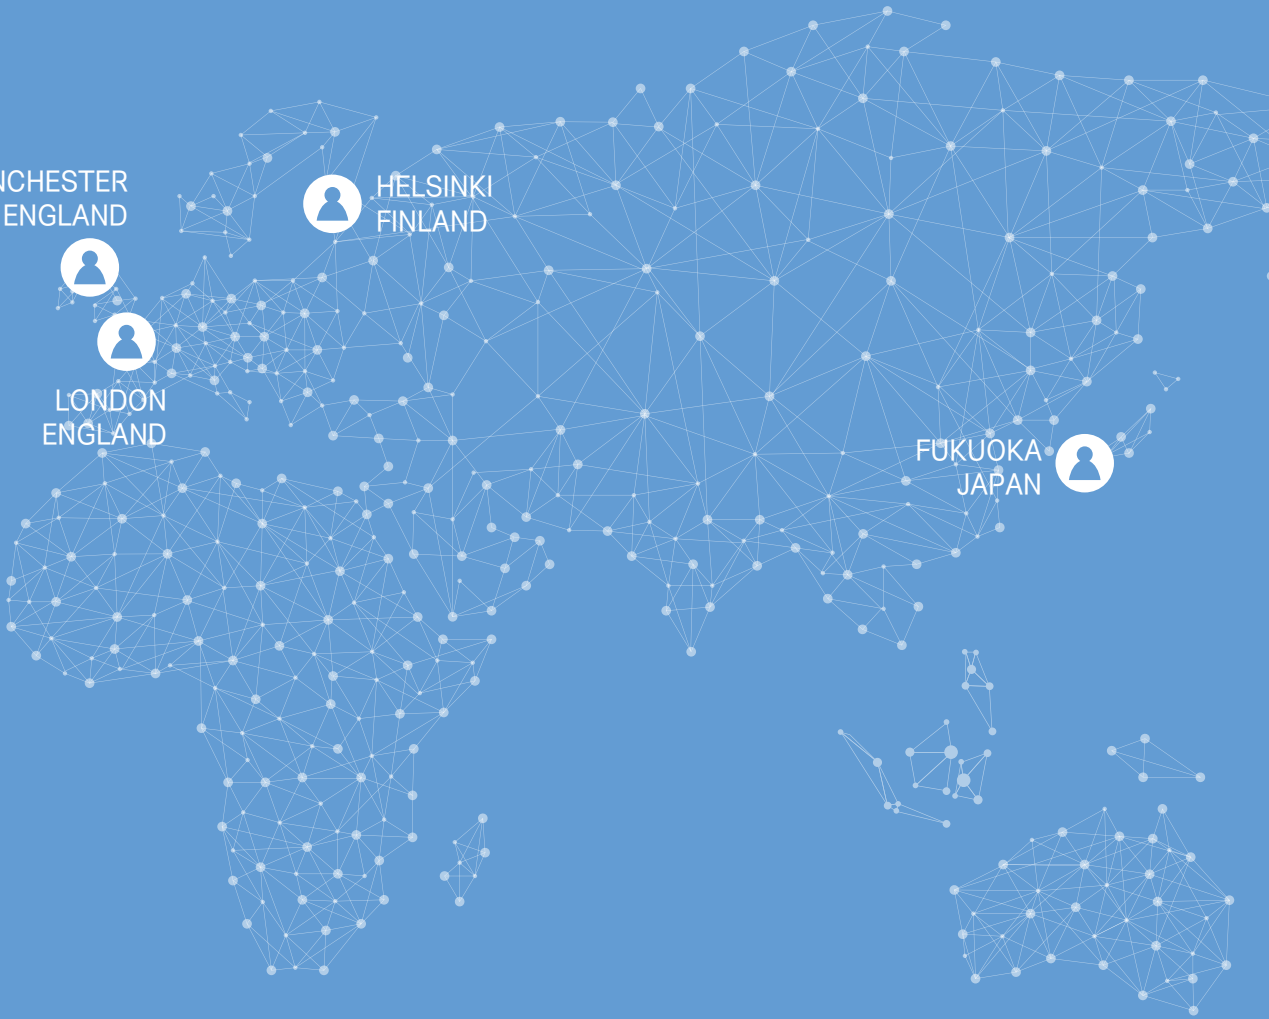 NCHESTER
ENGLAND
HELSINKI
FINLAND
LONDON
ENGLAND
FUKUOKA
JAPAN